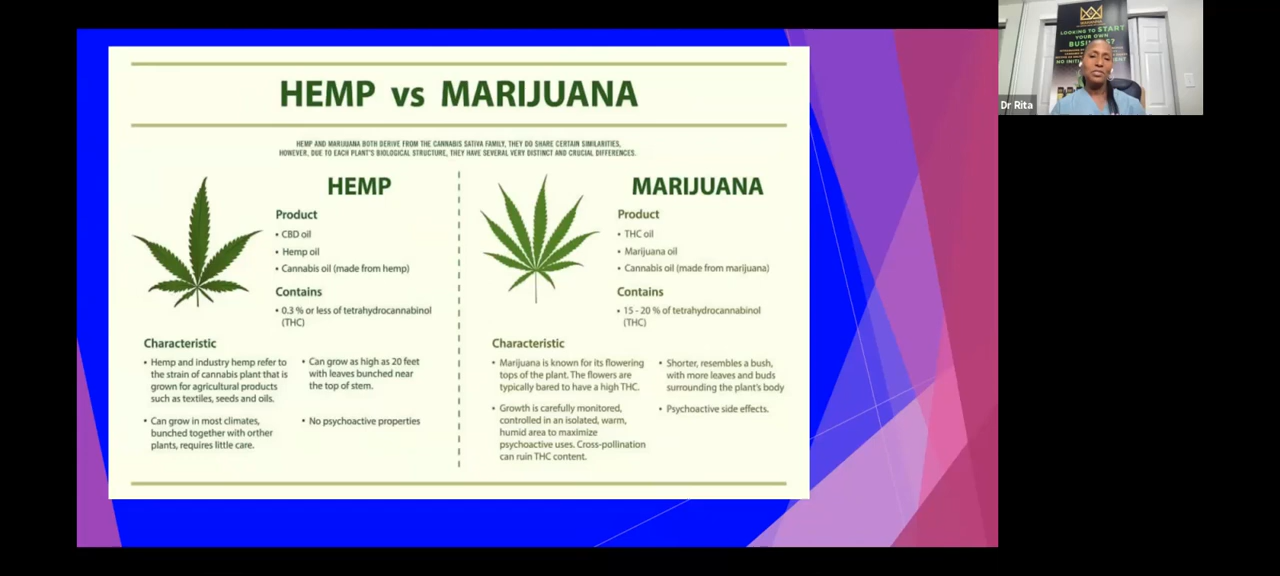 HEMP vs MARIJUANA
HEMP AND MARIJUANA BOTH DERIVE FROM THE CANNABIS SATIVA FAMILY, THEY DO SHARE CERTAIN SIMILARITIES,
HOWEVER, DUE TO EACH PLANT'S BIOLOGICAL STRUCTURE, THEY HAVE SEVERAL VERY DISTINCT AND CRUCIAL DIFFERENCES.
HEMP
Product
• CBD oil
• Hemp oil
• Cannabis oil (made from hemp)
Contains
• 0.3 % or less of tetrahydrocannabinol
(THC)
Characteristic
• Hemp and industry hemp refer to
the strain of cannabis plant that is
grown for agricultural products
such as textiles, seeds and oils.
• Can grow in most climates,
bunched together with orther
plants, requires little care.
• Can grow as high as 20 feet
with leaves bunched near
the top of stem.
• No psychoactive properties
MARIJUANA
Product
• THC oil
• Marijuana oil
• Cannabis oil (made from marijuana)
Contains
• 15 - 20 % of tetrahydrocannabinol
(THC)
Characteristic
• Marijuana is known for its flowering
tops of the plant. The flowers are
typically bared to have a high THC.
• Growth is carefully monitored,
controlled in an isolated, warm,
humid area to maximize
psychoactive uses. Cross-pollination
can ruin THC content.
• Shorter, resembles a bush,
with more leaves and buds
surrounding the plant's body
• Psychoactive side effects.
LOOKING TO START
YOUR OWN
BUSINESS?
Dr Rita